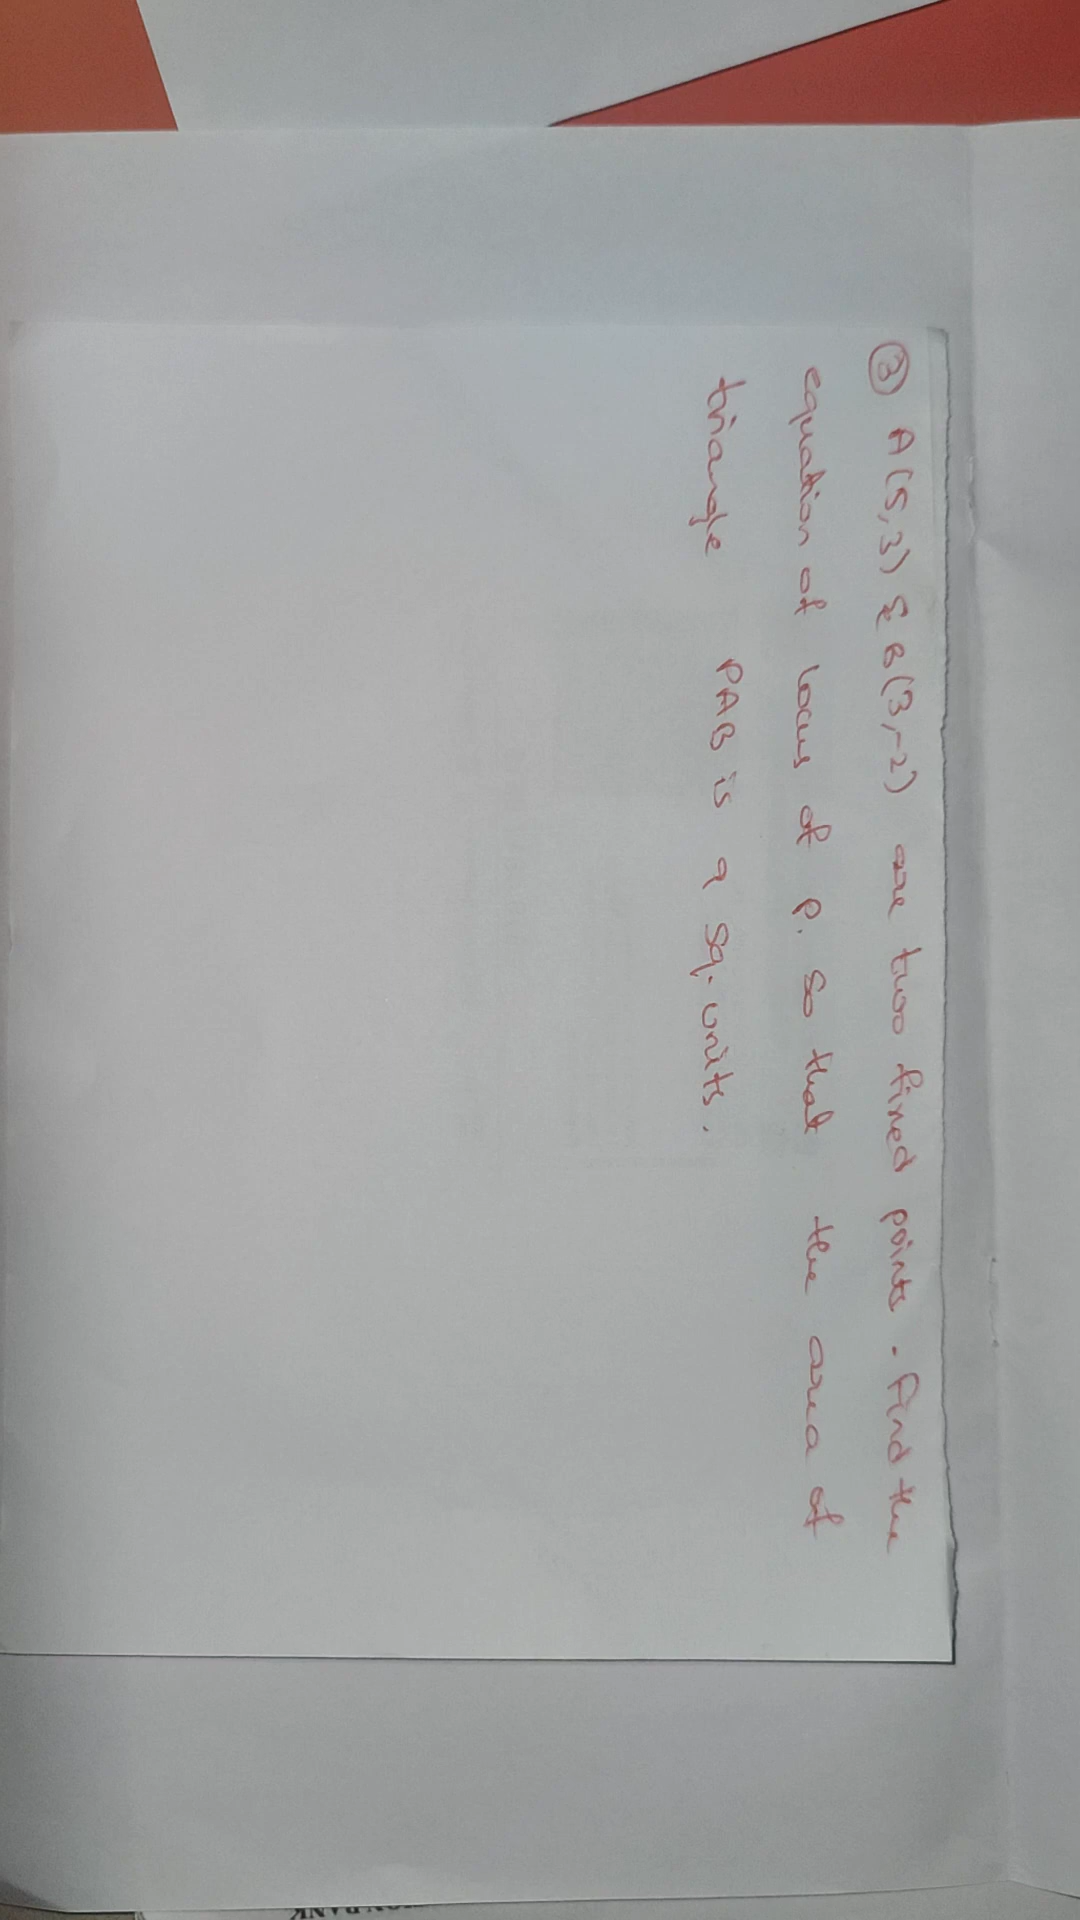 ③ A(5,3) & B(3,-2) are two fixed points. Find the
equation of locus of P. so that the area of
triangle PAB is 9 sq. units.